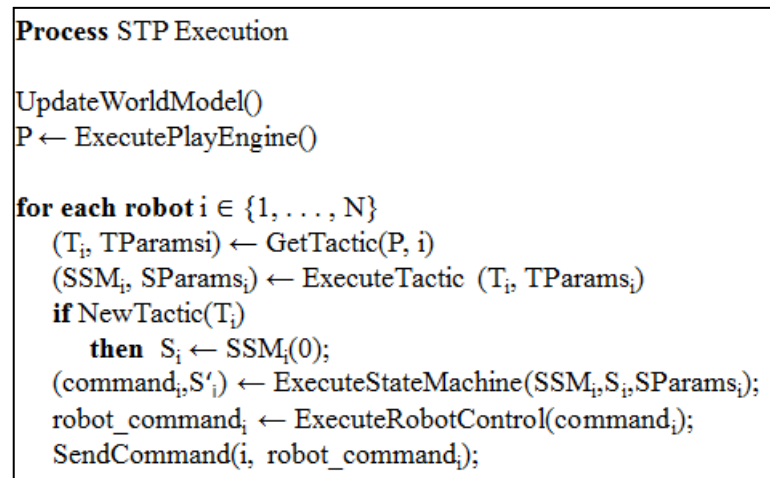 Process STP Execution
UpdateWorldModel()
P ← ExecutePlayEngine()
for each robot i ∈ {1, . . . , N}
(Tᵢ, TParamsi) ← GetTactic(P, i)
(SSMᵢ, SParamsᵢ) ← ExecuteTactic (Tᵢ, TParamsᵢ)
if NewTactic(Tᵢ)
then Sᵢ ← SSMᵢ(0);
(commandᵢ,S'ᵢ) ← ExecuteStateMachine(SSMᵢ,Sᵢ,SParamsᵢ);
robot_commandᵢ ← ExecuteRobotControl(commandᵢ);
SendCommand(i, robot_commandᵢ);